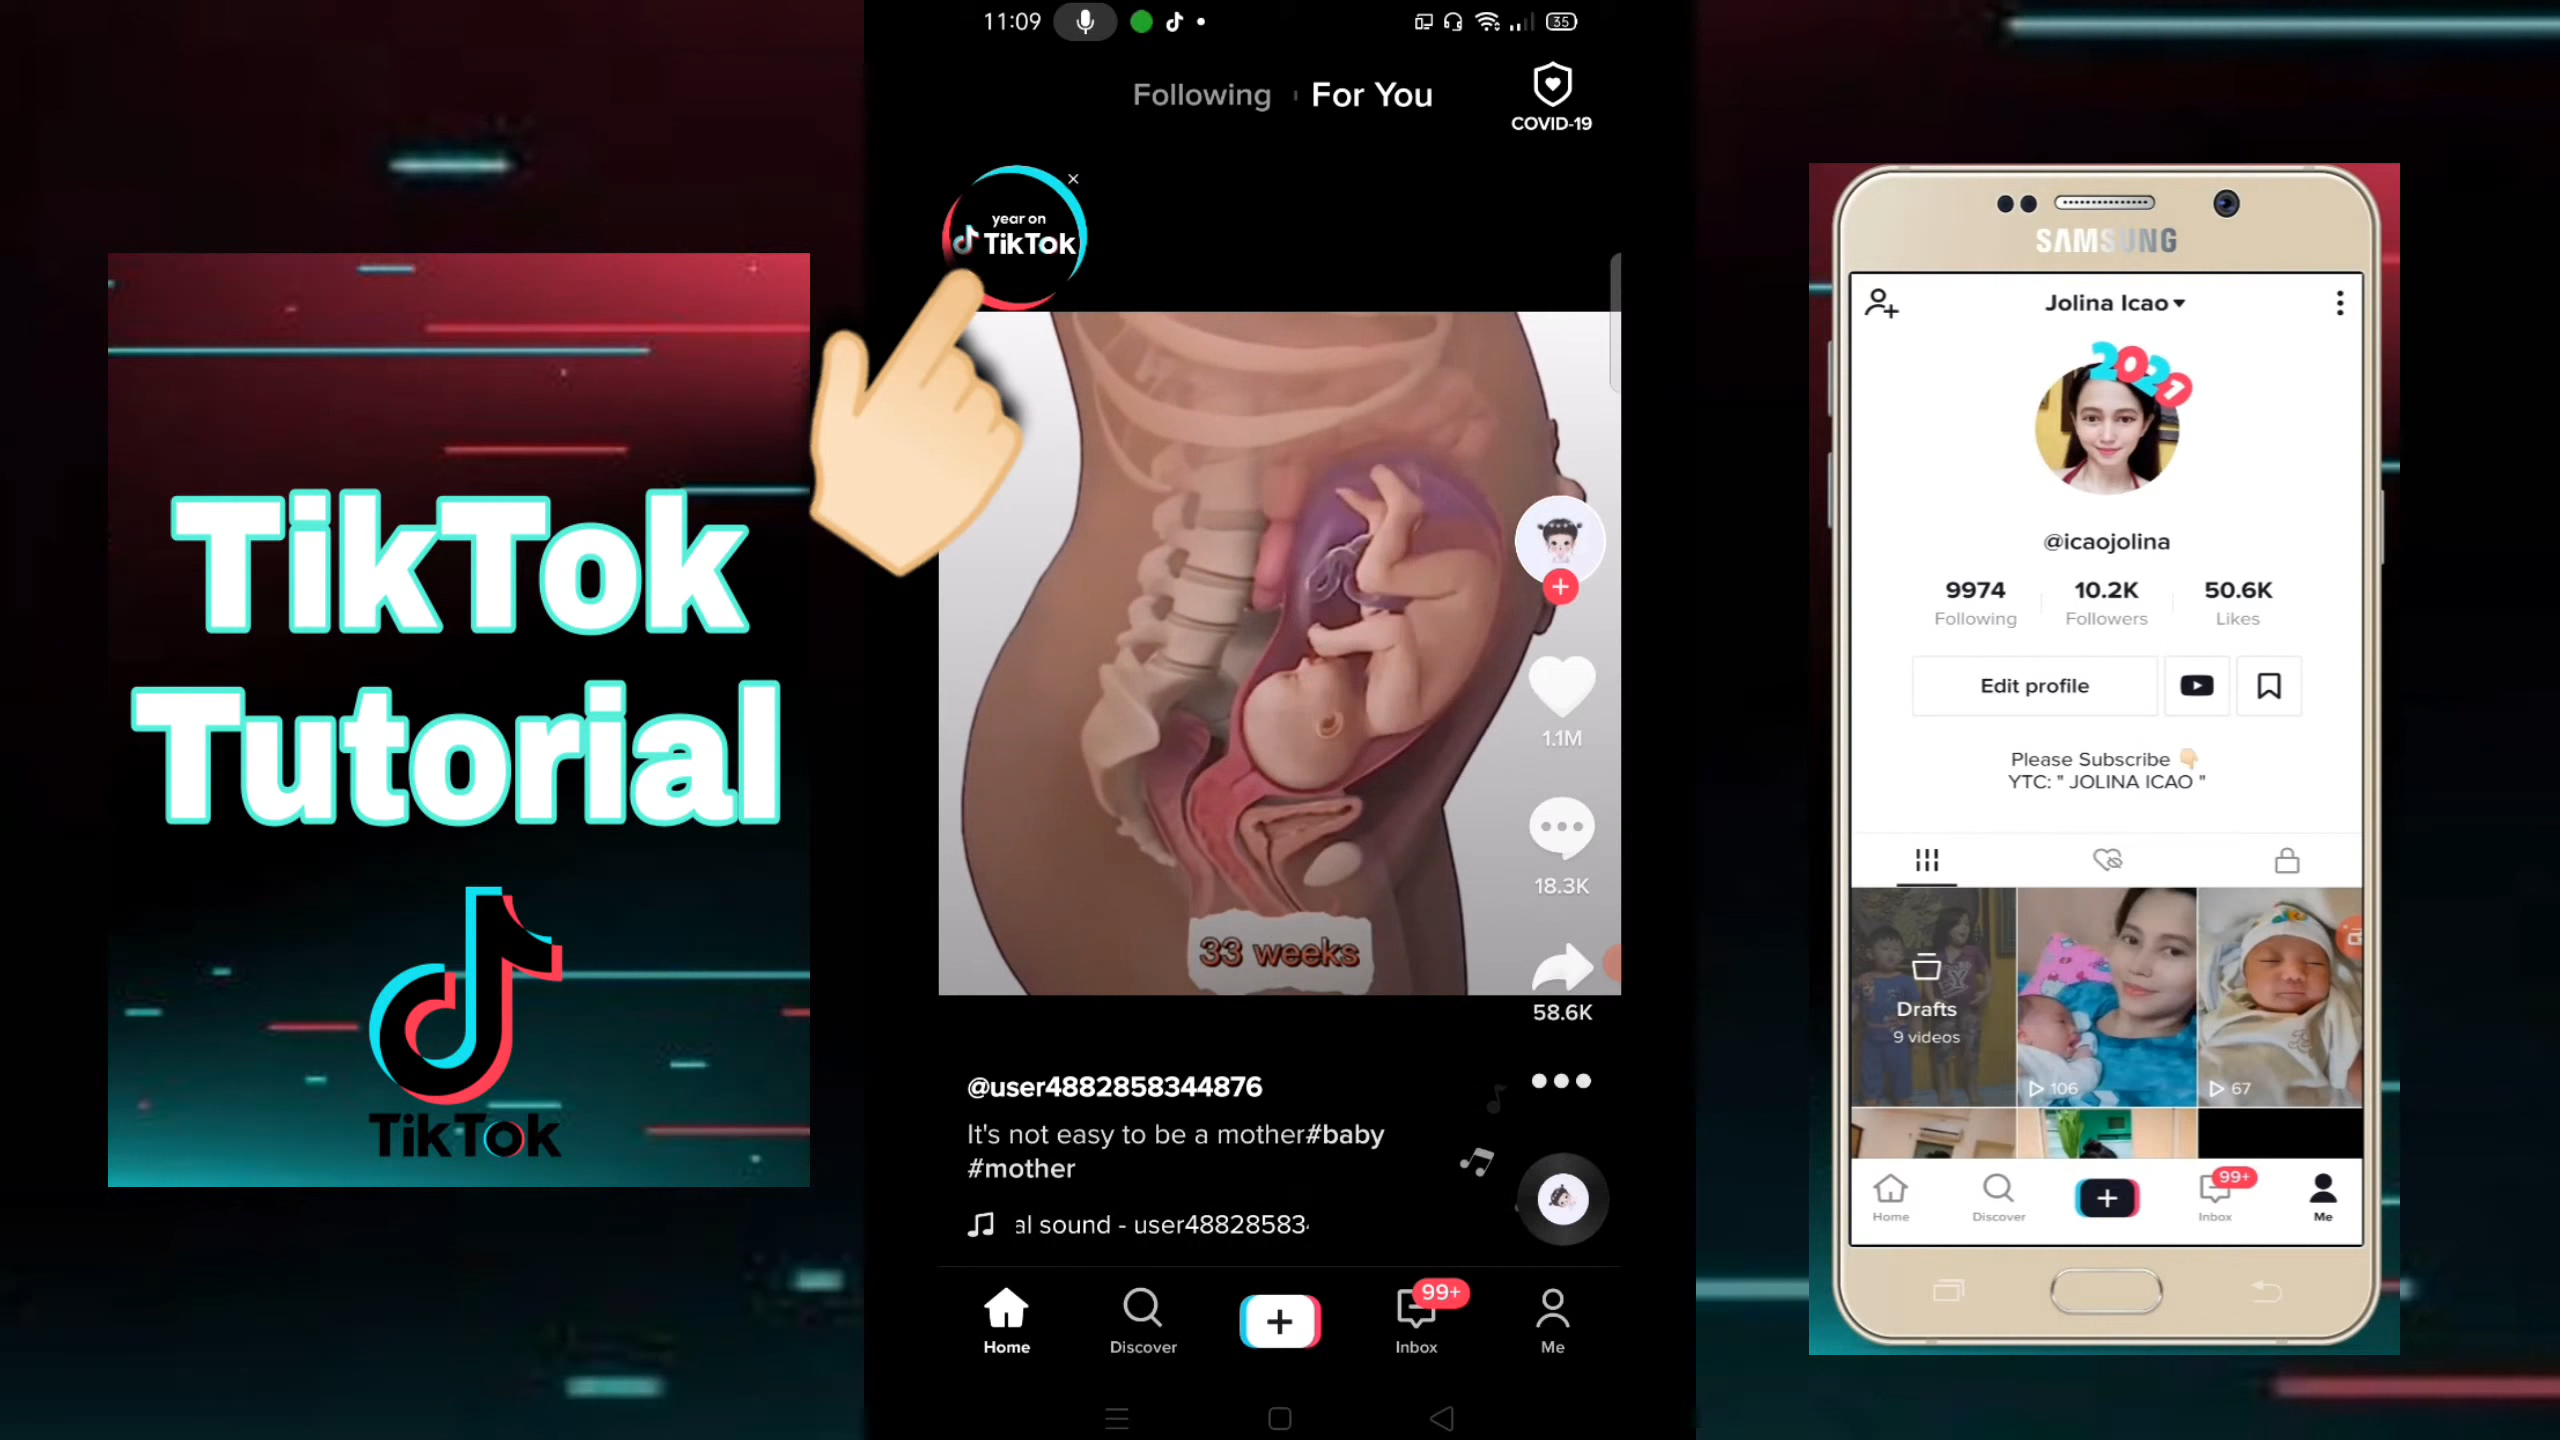 TikTok
Tutorial
TikTok
11:09
35
Following
For You
COVID-19
year on
TikTok
1.1M
18.3K
33 weeks
58.6K
@user4882858344876
It's not easy to be a mother#baby
#mother
al sound - user48828583
Home
Discover
99+
Inbox
Me
SAMSUNG
Jolina Icao
2021
@icaojolina
9974
Following
10.2K
Followers
50.6K
Likes
Edit profile
Please Subscribe 👇🏻
YTC: " JOLINA ICAO "
Drafts
9 videos
106
67
Home
Discover
99+
Inbox
Me